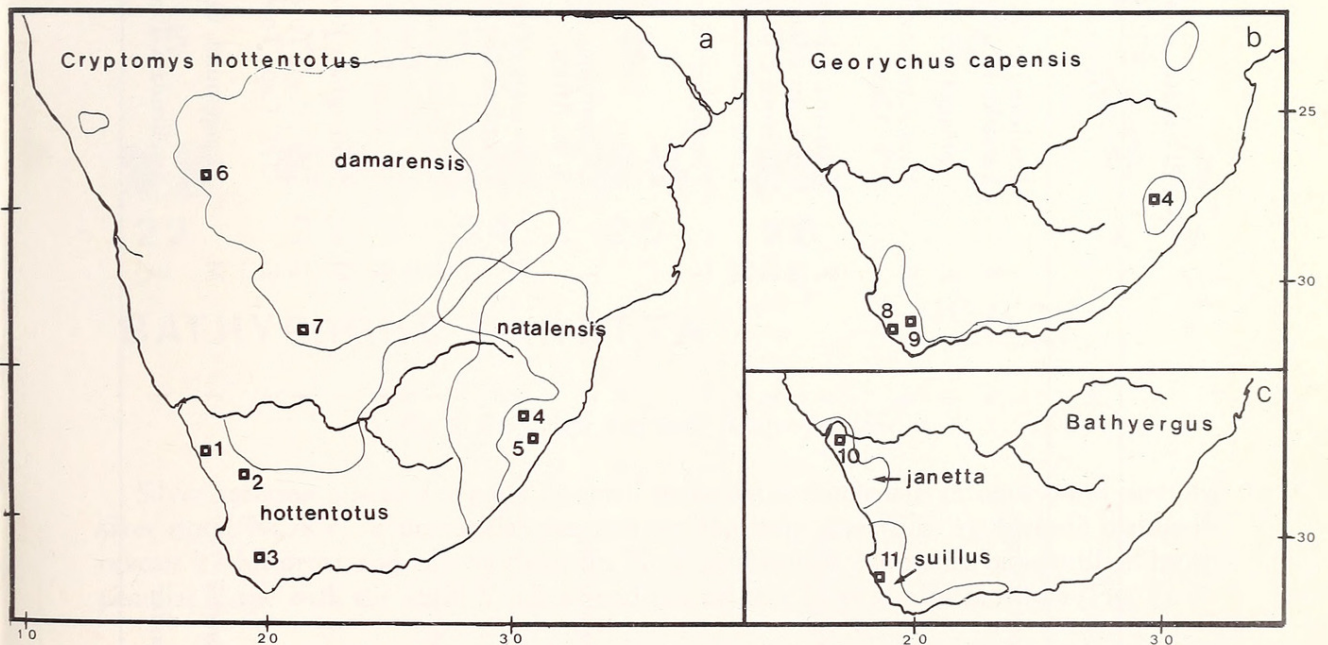 a
Cryptomys hottentotus
damarensis
6
7
natalensis
4
5
1
2
hottentotus
3
10
20
30
b
Georychus capensis
25
4
30
8
9
c
Bathyergus
10
janetta
30
11
suillus
20
30